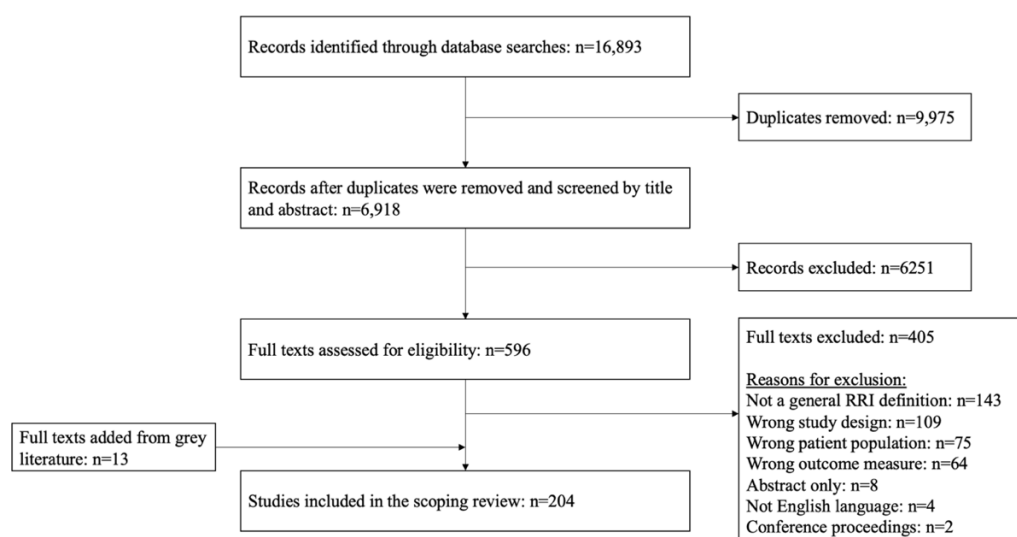 Records identified through database searches: n=16,893
Duplicates removed: n=9,975
Records after duplicates were removed and screened by title
and abstract: n=6,918
Records excluded: n=6251
Full texts assessed for eligibility: n=596
Full texts excluded: n=405
Reasons for exclusion:
Not a general RRI definition: n=143
Wrong study design: n=109
Wrong patient population: n=75
Wrong outcome measure: n=64
Abstract only: n=8
Not English language: n=4
Conference proceedings: n=2
Full texts added from grey
literature: n=13
Studies included in the scoping review: n=204